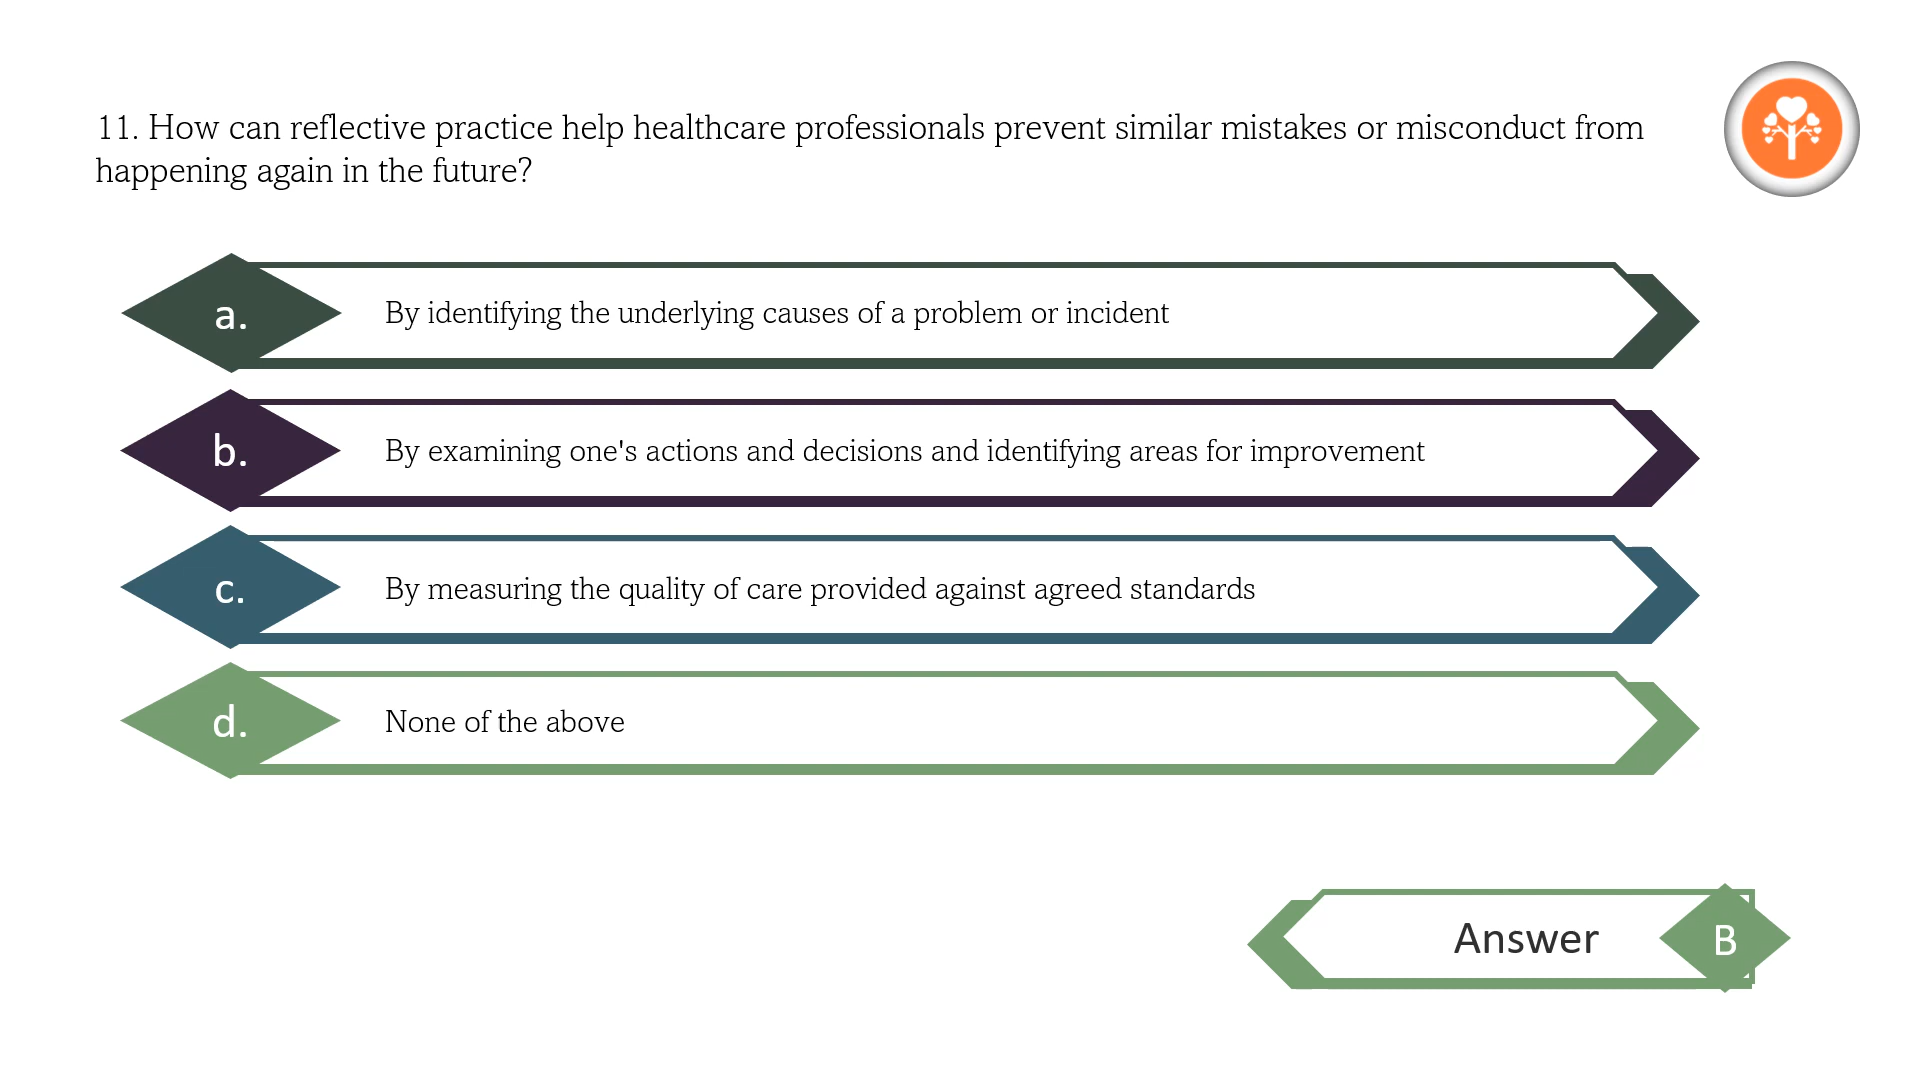 11. How can reflective practice help healthcare professionals prevent similar mistakes or misconduct from
happening again in the future?
a. By identifying the underlying causes of a problem or incident
b. By examining one's actions and decisions and identifying areas for improvement
c. By measuring the quality of care provided against agreed standards
d. None of the above
Answer B